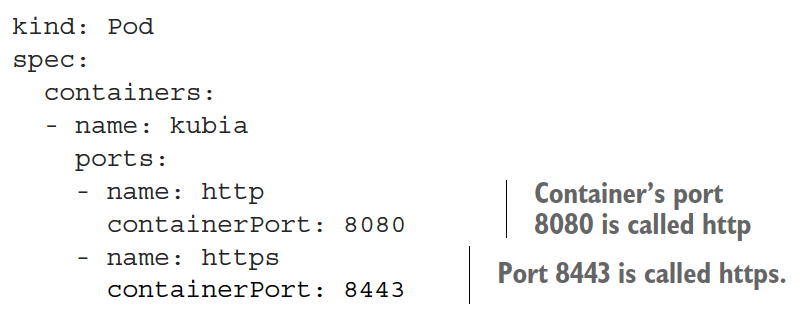 kind: Pod
spec:
  containers:
  - name: kubia
    ports:
    - name: http
      containerPort: 8080
    - name: https
      containerPort: 8443
Container’s port
8080 is called http
Port 8443 is called https.